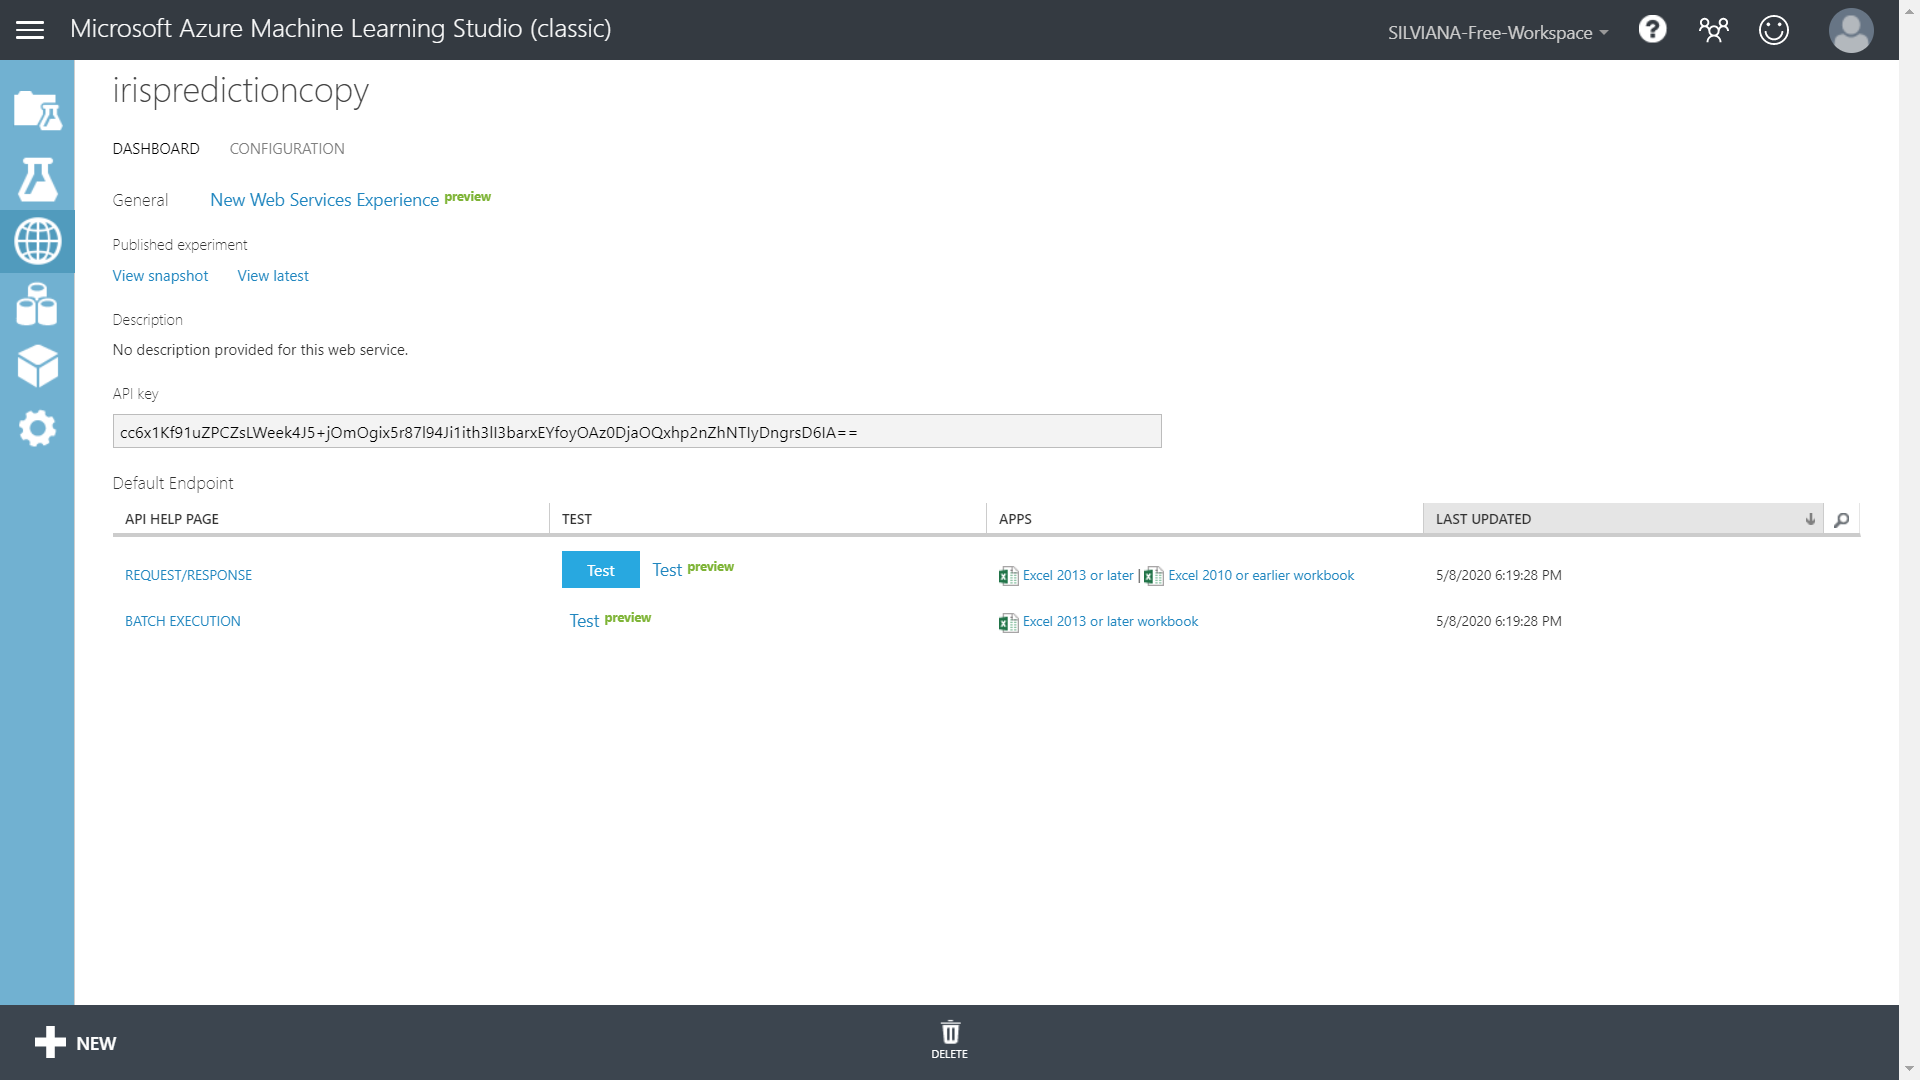 Microsoft Azure Machine Learning Studio (classic)
SILVIANA-Free-Workspace
irispredictioncopy
DASHBOARD CONFIGURATION
General New Web Services Experience preview
Published experiment
View snapshot View latest
Description
No description provided for this web service.
API key
cc6x1Kf91uZPCZsLWeek4J5+jOmOgix5r87l94Ji1ith3lI3barxEYfoyOAz0DjaOQxhp2nZhNTIyDngrsD6IA==
Default Endpoint
API HELP PAGE TEST APPS LAST UPDATED
REQUEST/RESPONSE Test Test preview Excel 2013 or later | Excel 2010 or earlier workbook 5/8/2020 6:19:28 PM
BATCH EXECUTION Test preview Excel 2013 or later workbook 5/8/2020 6:19:28 PM
NEW
DELETE